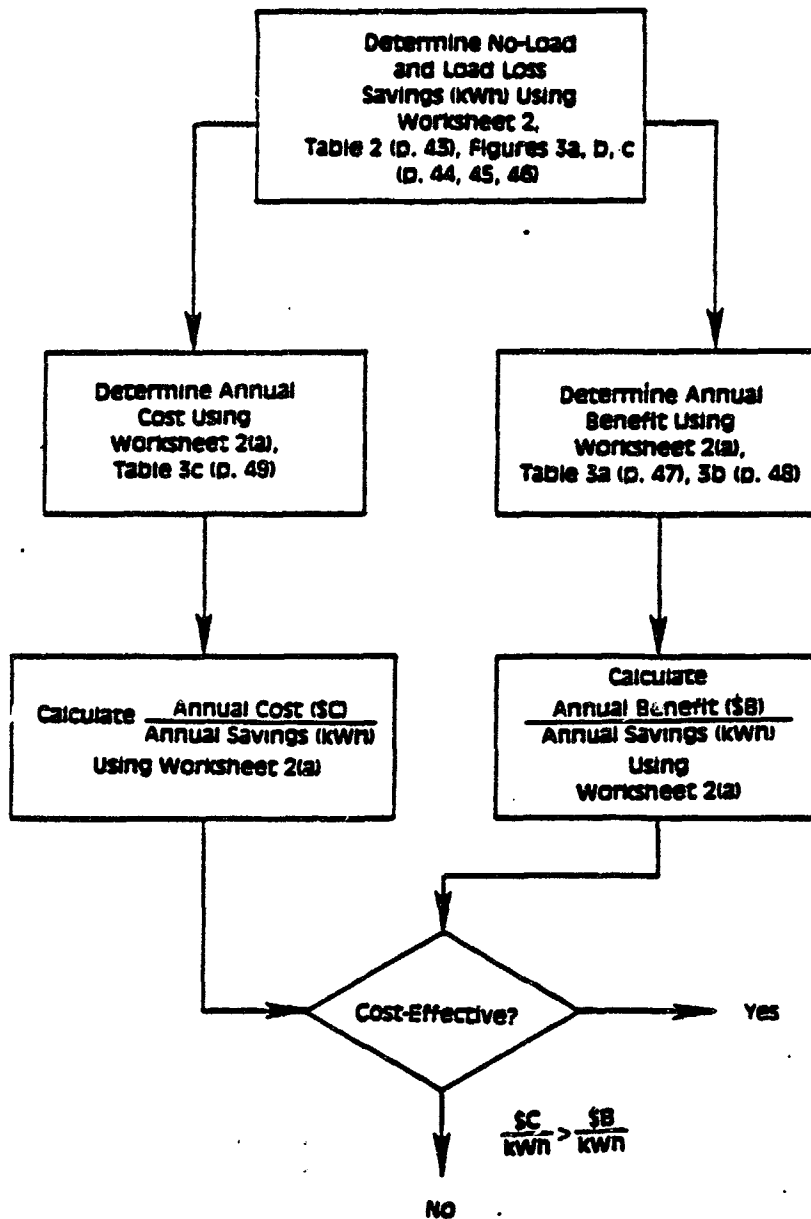 Determine No-Load
and Load Loss
Savings (kWh) Using
Worksheet 2,
Table 2 (p. 43), Figures 3a, b, c
(p. 44, 45, 46)
Determine Annual
Cost Using
Worksheet 2(a),
Table 3c (p. 49)
Determine Annual
Benefit Using
Worksheet 2(a),
Table 3a (p. 47), 3b (p. 48)
Calculate Annual Cost ($C)
Annual Savings (kWh)
Using Worksheet 2(a)
Calculate
Annual Benefit ($B)
Annual Savings (kWh)
Using
Worksheet 2(a)
Cost-Effective?
Yes
$C > $B
kWh kWh
NO